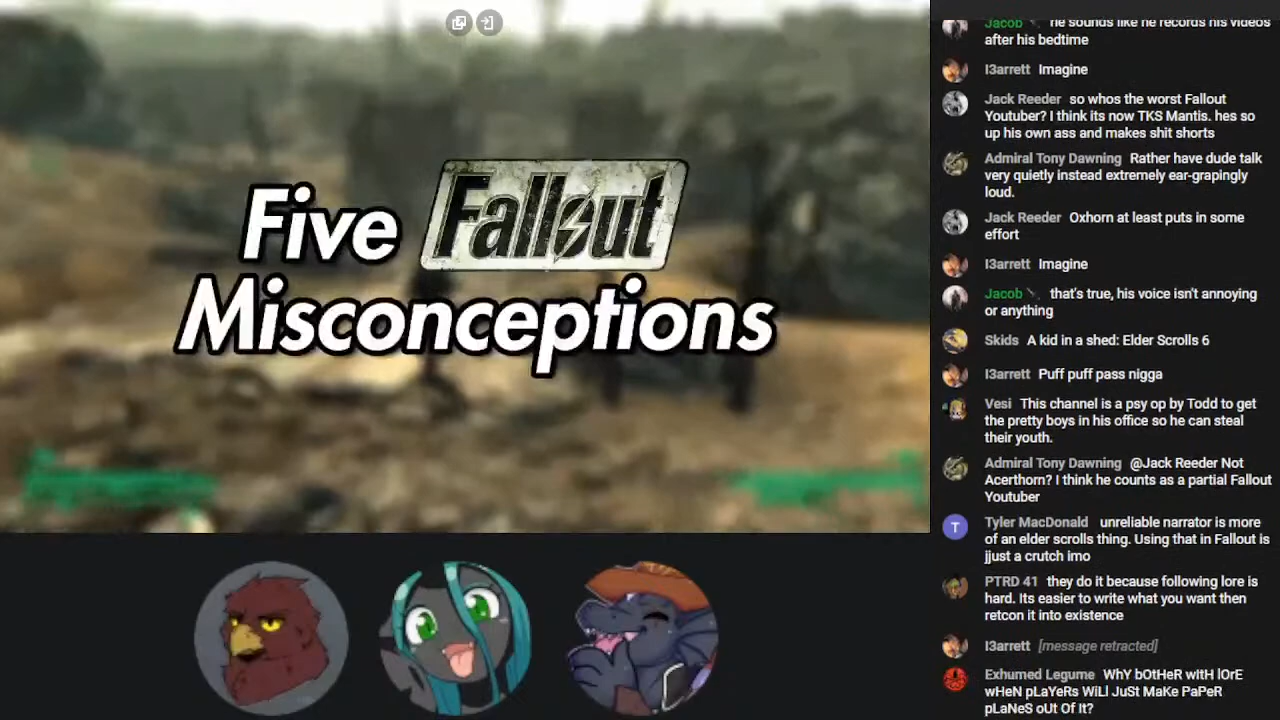 Five Fallout
Misconceptions
Jacob he sounds like he records his videos
after his bedtime
I3arrett Imagine
Jack Reeder so whos the worst Fallout
Youtuber? I think its now TKS Mantis. hes so
up his own ass and makes shit shorts
Admiral Tony Dawning Rather have dude talk
very quietly instead extremely ear-grapingly
loud.
Jack Reeder Oxhorn at least puts in some
effort
I3arrett Imagine
Jacob that's true, his voice isn't annoying
or anything
Skids A kid in a shed: Elder Scrolls 6
I3arrett Puff puff pass nigga
Vesi This channel is a psy op by Todd to get
the pretty boys in his office so he can steal
their youth.
Admiral Tony Dawning @Jack Reeder Not
Acerthorn? I think he counts as a partial Fallout
Youtuber
T
Tyler MacDonald unreliable narrator is more
of an elder scrolls thing. Using that in Fallout is
jjust a crutch imo
PTRD 41 they do it because following lore is
hard. Its easier to write what you want then
retcon it into existence
I3arrett [message retracted]
Exhumed Legume WhY bOtHeR wItH lOrE
wHeN pLaYeRs WiLl JuSt MaKe PaPeR
pLaNeS oUt Of It?